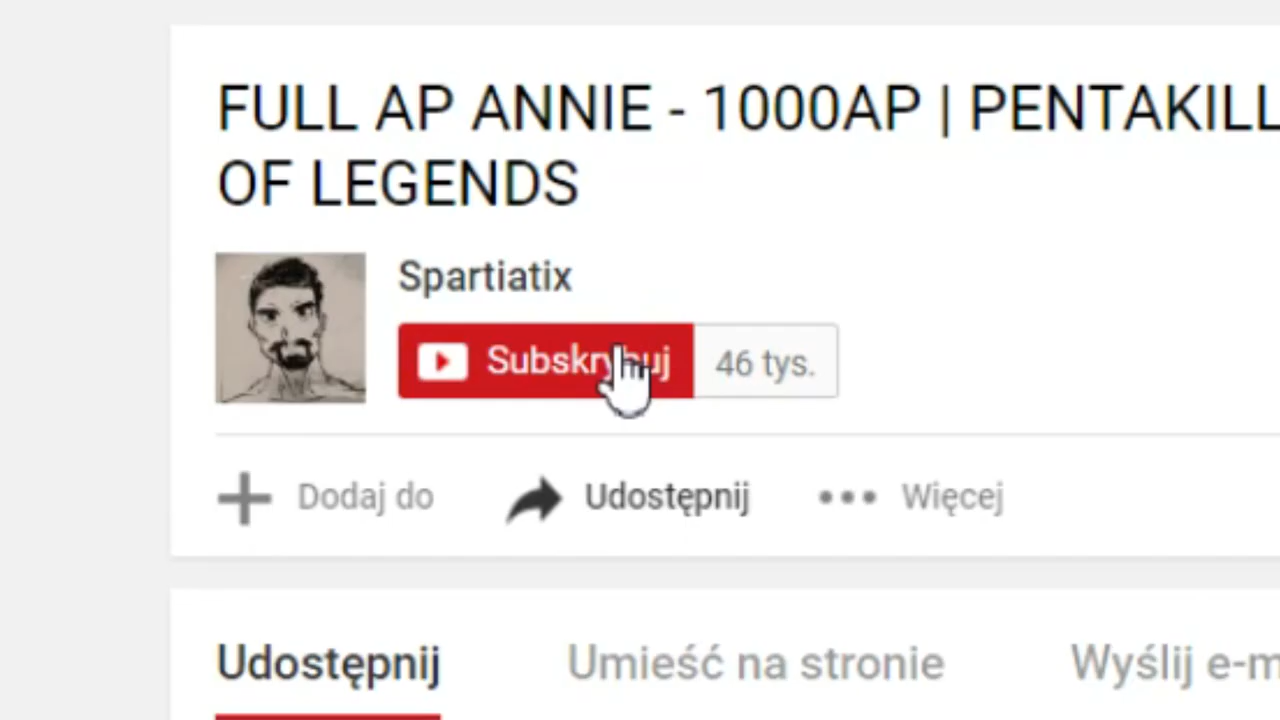 FULL AP ANNIE - 1000AP | PENTAKILL
OF LEGENDS
Spartiatix
Subskrybuj 46 tys.
Dodaj do Udostępnij Więcej
Udostępnij Umieść na stronie Wyślij e-m